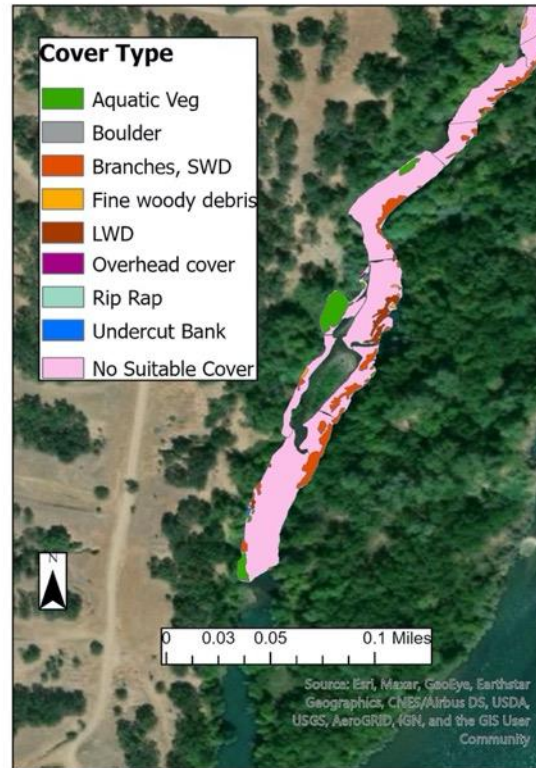 Cover Type
Aquatic Veg
Boulder
Branches, SWD
Fine woody debris
LWD
Overhead cover
Rip Rap
Undercut Bank
No Suitable Cover
N
0 0.03 0.05 0.1 Miles
Source: Esri, Maxar, GeoEye, Earthstar
Geographics, CNES/Airbus DS, USDA,
USGS, AeroGRID, IGN, and the GIS User
Community